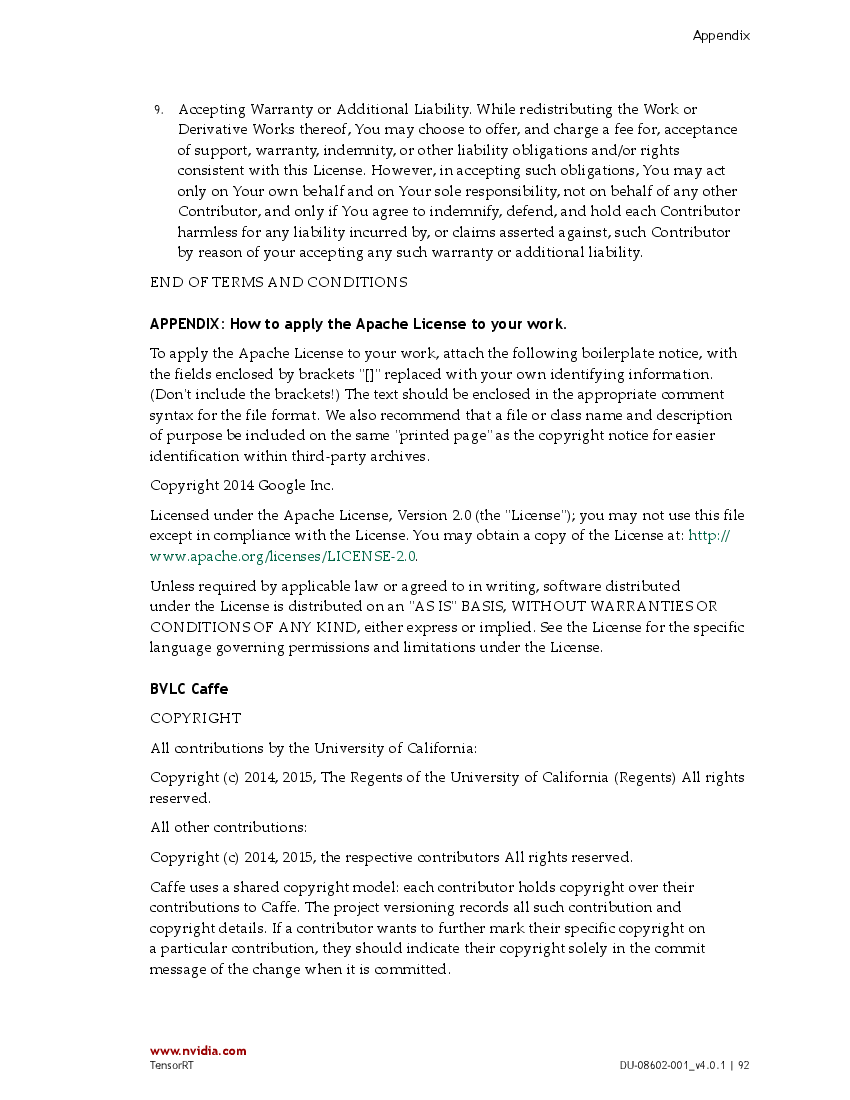 Appendix
9. Accepting Warranty or Additional Liability. While redistributing the Work or
Derivative Works thereof, You may choose to offer, and charge a fee for, acceptance
of support, warranty, indemnity, or other liability obligations and/or rights
consistent with this License. However, in accepting such obligations, You may act
only on Your own behalf and on Your sole responsibility, not on behalf of any other
Contributor, and only if You agree to indemnify, defend, and hold each Contributor
harmless for any liability incurred by, or claims asserted against, such Contributor
by reason of your accepting any such warranty or additional liability.
END OF TERMS AND CONDITIONS
APPENDIX: How to apply the Apache License to your work.
To apply the Apache License to your work, attach the following boilerplate notice, with
the fields enclosed by brackets "[]" replaced with your own identifying information.
(Don't include the brackets!) The text should be enclosed in the appropriate comment
syntax for the file format. We also recommend that a file or class name and description
of purpose be included on the same "printed page" as the copyright notice for easier
identification within third-party archives.
Copyright 2014 Google Inc.
Licensed under the Apache License, Version 2.0 (the "License"); you may not use this file
except in compliance with the License. You may obtain a copy of the License at: http://
www.apache.org/licenses/LICENSE-2.0.
Unless required by applicable law or agreed to in writing, software distributed
under the License is distributed on an "AS IS" BASIS, WITHOUT WARRANTIES OR
CONDITIONS OF ANY KIND, either express or implied. See the License for the specific
language governing permissions and limitations under the License.
BVLC Caffe
COPYRIGHT
All contributions by the University of California:
Copyright (c) 2014, 2015, The Regents of the University of California (Regents) All rights
reserved.
All other contributions:
Copyright (c) 2014, 2015, the respective contributors All rights reserved.
Caffe uses a shared copyright model: each contributor holds copyright over their
contributions to Caffe. The project versioning records all such contribution and
copyright details. If a contributor wants to further mark their specific copyright on
a particular contribution, they should indicate their copyright solely in the commit
message of the change when it is committed.
www.nvidia.com
TensorRT DU-08602-001_v4.0.1 | 92